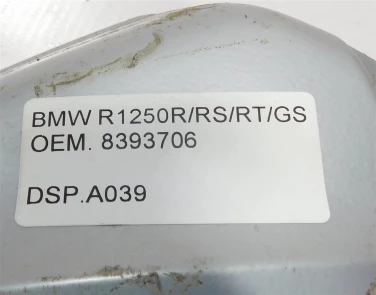 BMW R1250R/RS/RT/GS
OEM. 8393706
DSP.A039